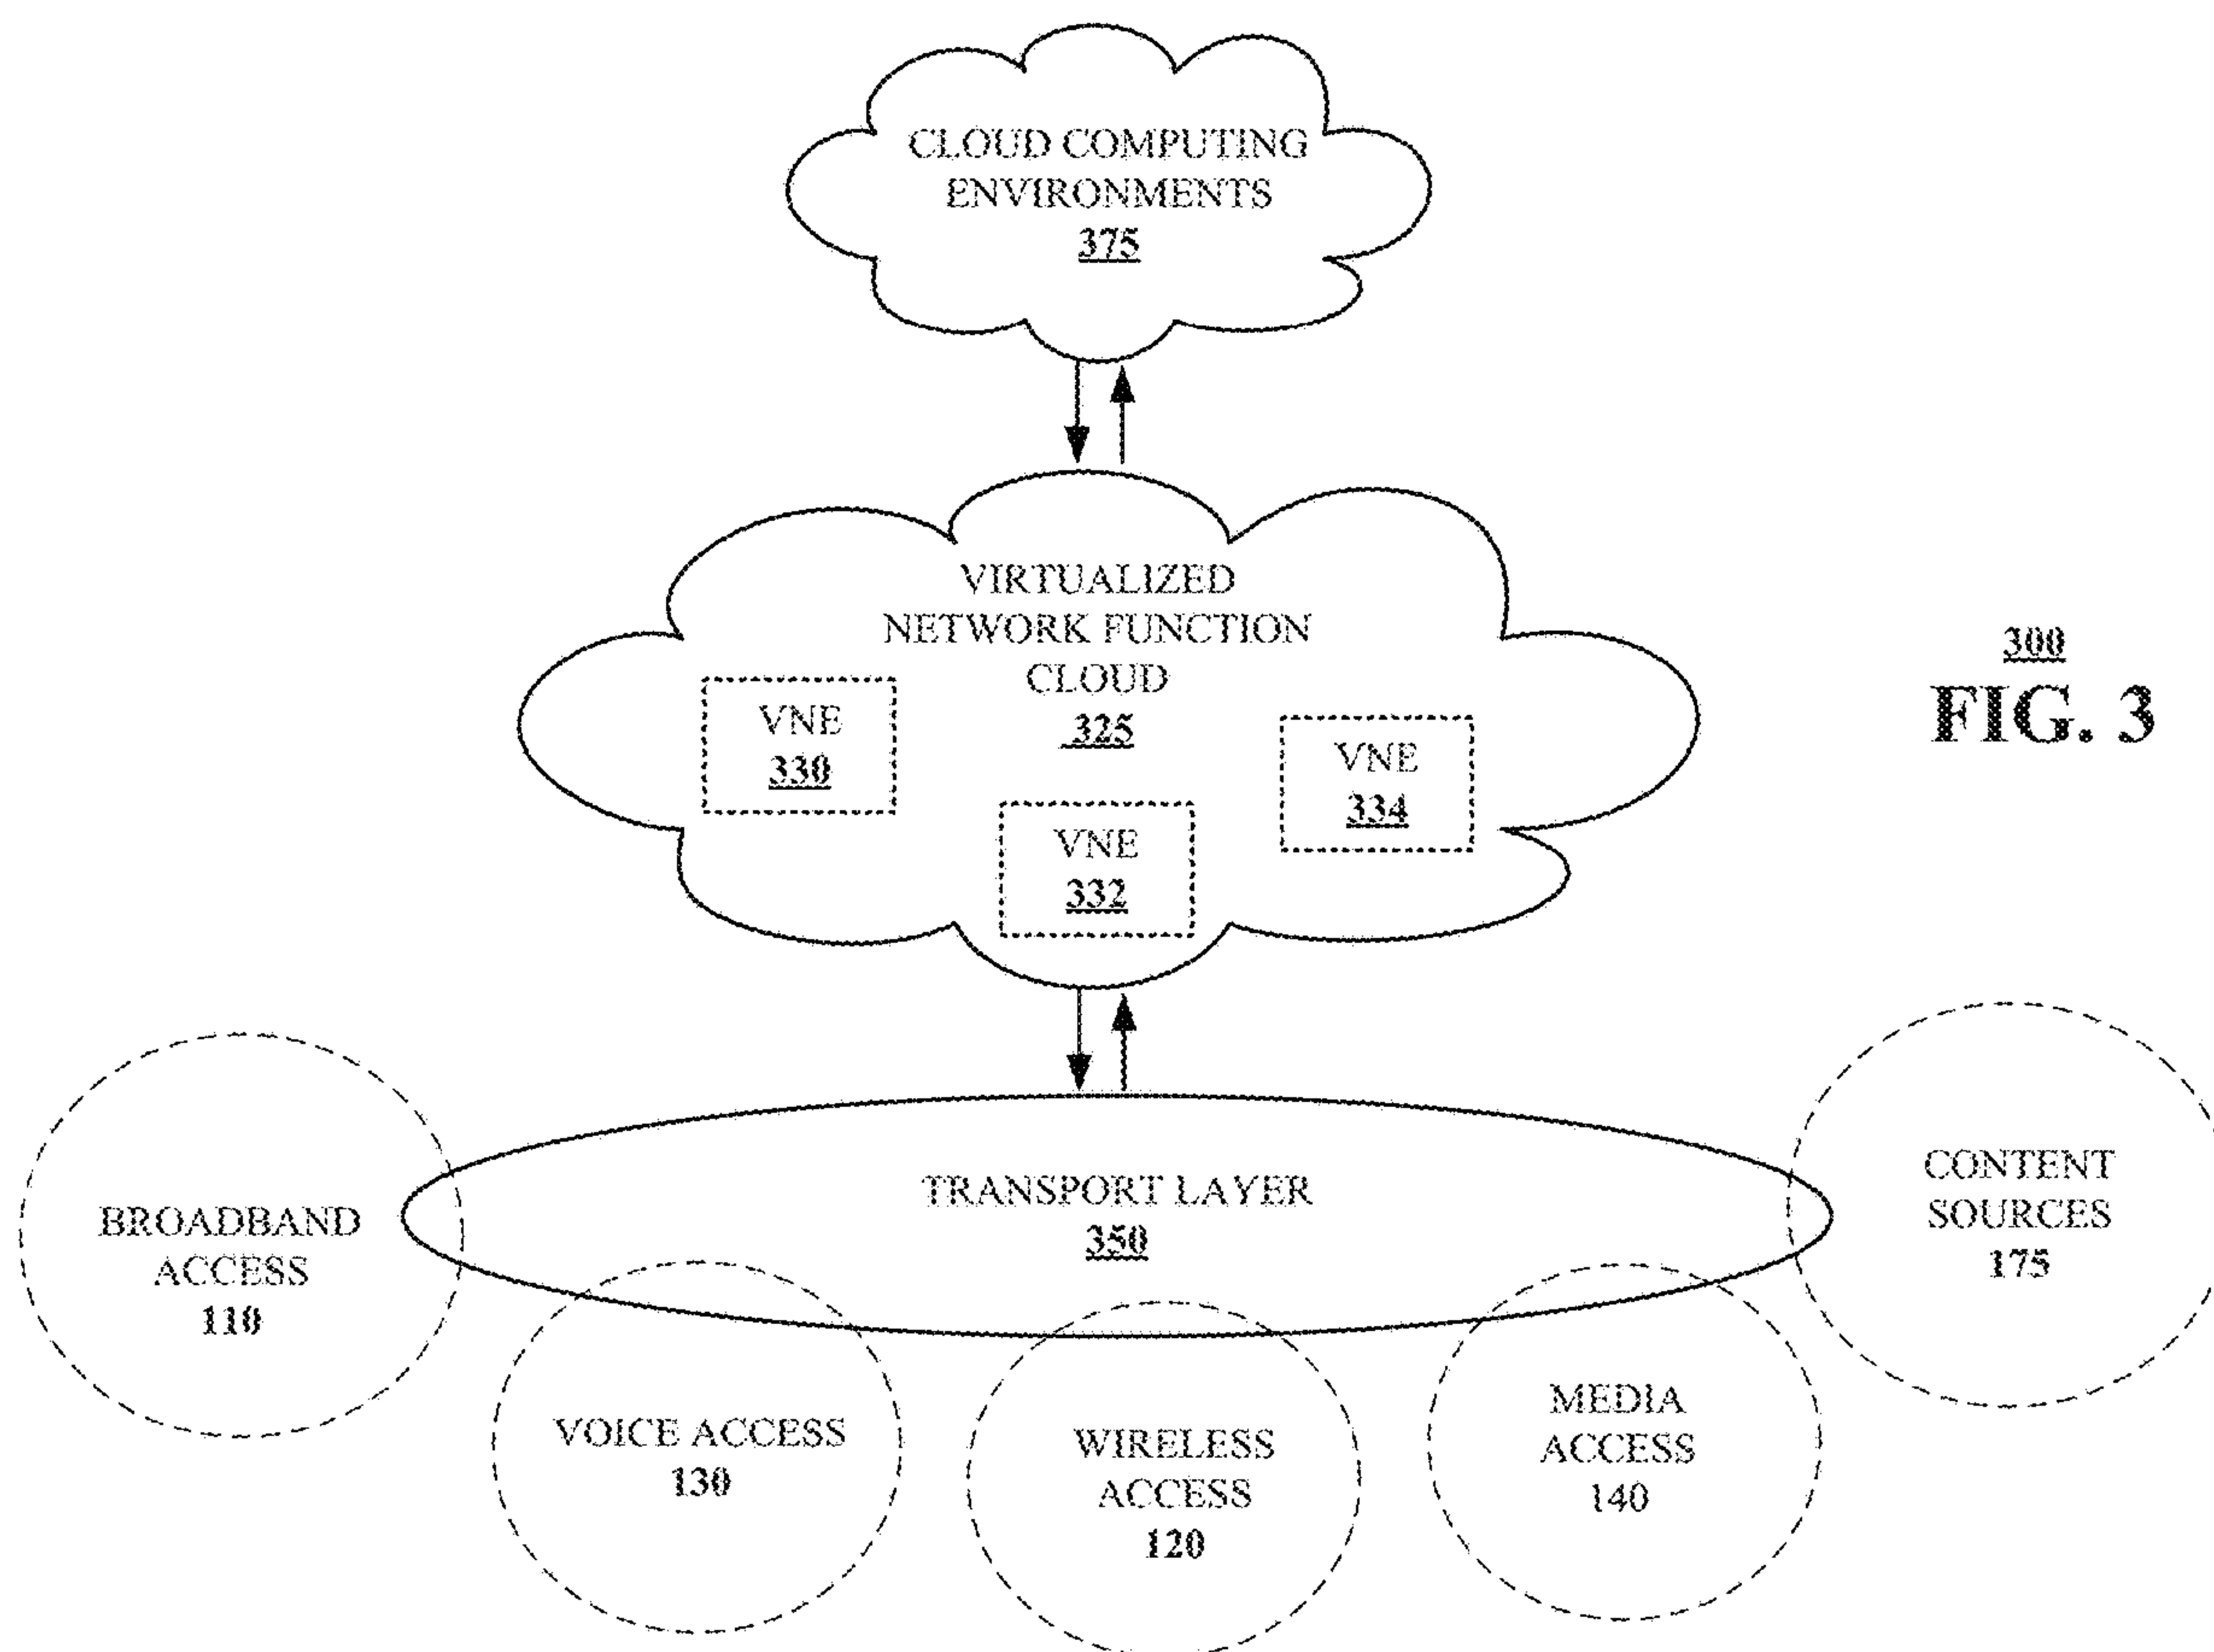 CLOUD COMPUTING
ENVIRONMENTS
375
VIRTUALIZED
NETWORK FUNCTION
CLOUD
325
VNE
330
VNE
332
VNE
334
300
FIG. 3
TRANSPORT LAYER
350
BROADBAND
ACCESS
110
VOICE ACCESS
130
WIRELESS
ACCESS
120
MEDIA
ACCESS
140
CONTENT
SOURCES
175